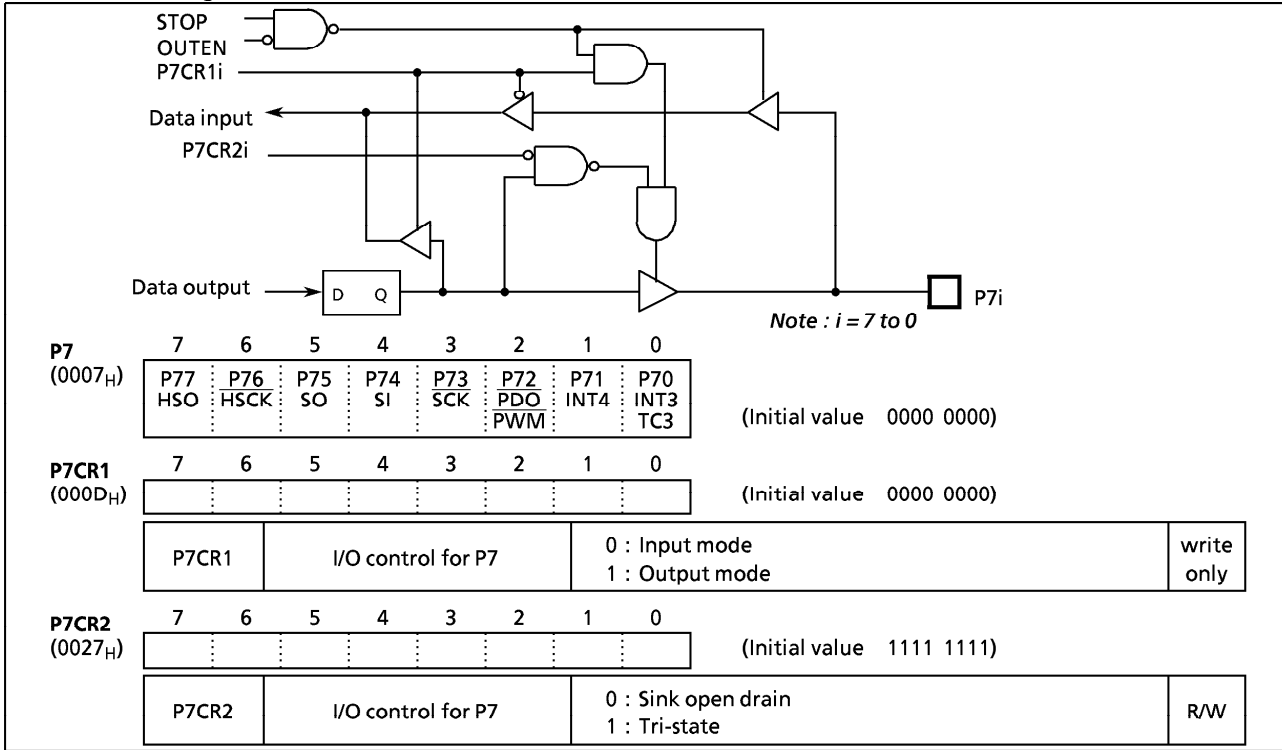 STOP
OUTEN
P7CR1i
Data input
P7CR2i
Data output
D Q
P7i
Note : i = 7 to 0
P7
(0007H)
7 6 5 4 3 2 1 0
P77 P76 P75 P74 P73 P72 P71 P70
HSO HSCK SO SI SCK PDO INT4 INT3
PWM TC3
(Initial value 0000 0000)
P7CR1
(000DH)
7 6 5 4 3 2 1 0
(Initial value 0000 0000)
P7CR1 I/O control for P7
0 : Input mode
1 : Output mode
write
only
P7CR2
(0027H)
7 6 5 4 3 2 1 0
(Initial value 1111 1111)
P7CR2 I/O control for P7
0 : Sink open drain
1 : Tri-state
R/W